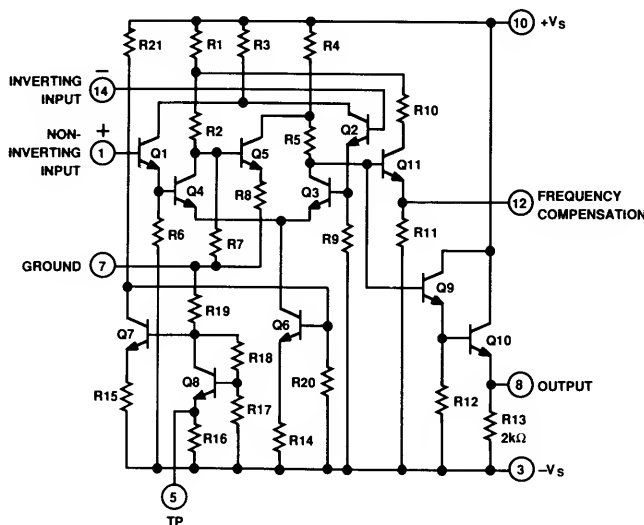 R21
R1
R3
R4
10
+VS
INVERTING
INPUT
−
14
R10
R2
Q2
R5
NON-
INVERTING
INPUT
+
1
Q1
Q5
Q11
Q4
R8
Q3
12
FREQUENCY
COMPENSATION
R6
R7
R9
R11
GROUND
7
R19
Q9
Q7
Q6
Q10
R18
Q8
R20
8
OUTPUT
R15
R17
R12
R13
2kΩ
R16
R14
3
−VS
5
TP